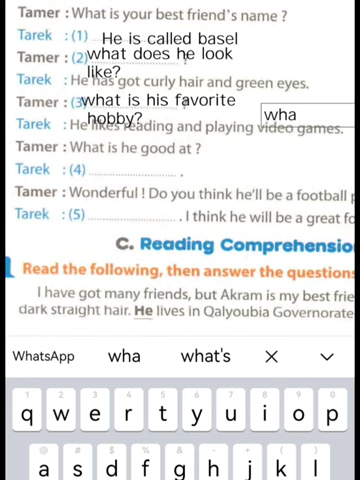 Tamer : What is your best friend's name ?
Tarek : (1) He is called basel
Tamer : (2) what does he look
like?
Tarek : He has got curly hair and green eyes.
Tamer : (3) what is his favorite
hobby?
wha
Tarek : He likes reading and playing video games.
Tamer : What is he good at ?
Tarek : (4) .
Tamer : Wonderful ! Do you think he'll be a football
Tarek : (5) . I think he will be a great
C. Reading Comprehensio
Read the following, then answer the questions
I have got many friends, but Akram is my best frie
dark straight hair. He lives in Qalyoubia Governorate
WhatsApp wha what's
1 2 3 4 5 6 7 8 9 0
q w e r t y u i o p
@ # $ % & - + ( )
a s d f g h j k l